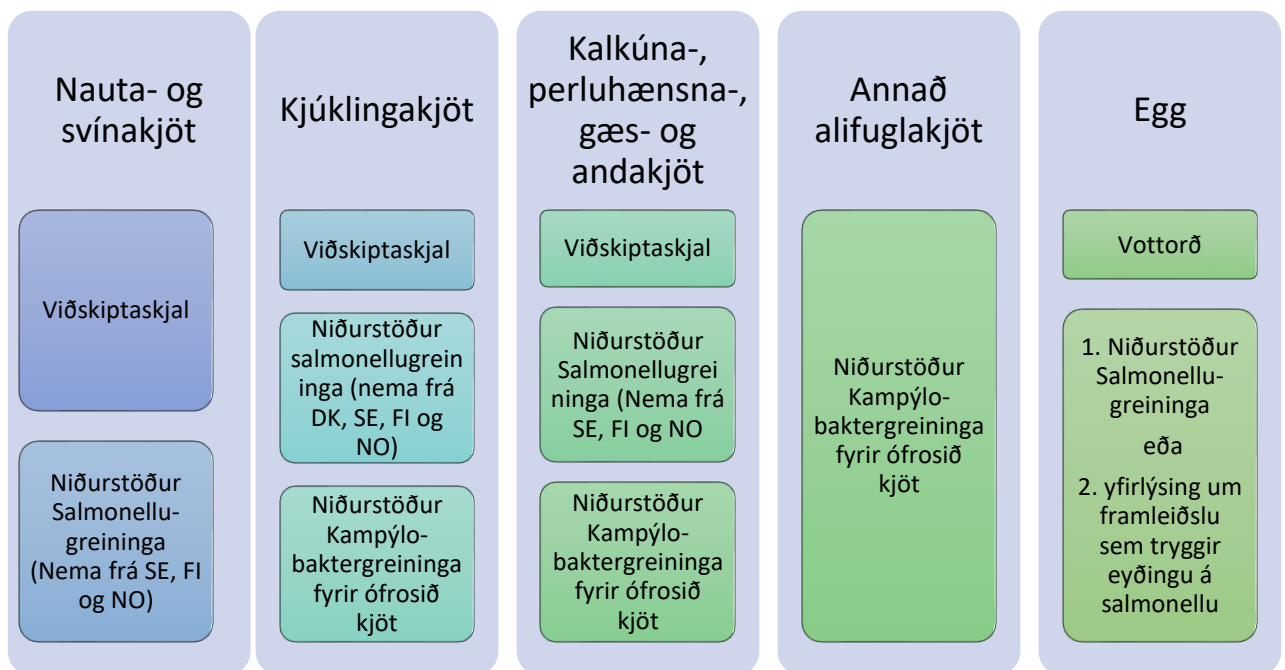 Nauta- og
svínakjöt
Viðskiptaskjal
Niðurstöður
Salmonellu-
greininga
(Nema frá SE, FI
og NO)
Kjúklingakjöt
Viðskiptaskjal
Niðurstöður
salmonellugrein
inga (nema frá
DK, SE, FI og
NO)
Niðurstöður
Kampýlo-
baktergreininga
fyrir ófrosið
kjöt
Kalkúna-,
perluhænsna-,
gæs- og
andakjöt
Viðskiptaskjal
Niðurstöður
Salmonellugrei
ninga (Nema frá
SE, FI og NO
Niðurstöður
Kampýlo-
baktergreininga
fyrir ófrosið
kjöt
Annað
alifuglakjöt
Niðurstöður
Kampýlo-
baktergreininga
fyrir ófrosið
kjöt
Egg
Vottorð
1. Niðurstöður
Salmonellu-
greininga
eða
2. yfirlýsing um
framleiðslu
sem tryggir
eyðingu á
salmonellu